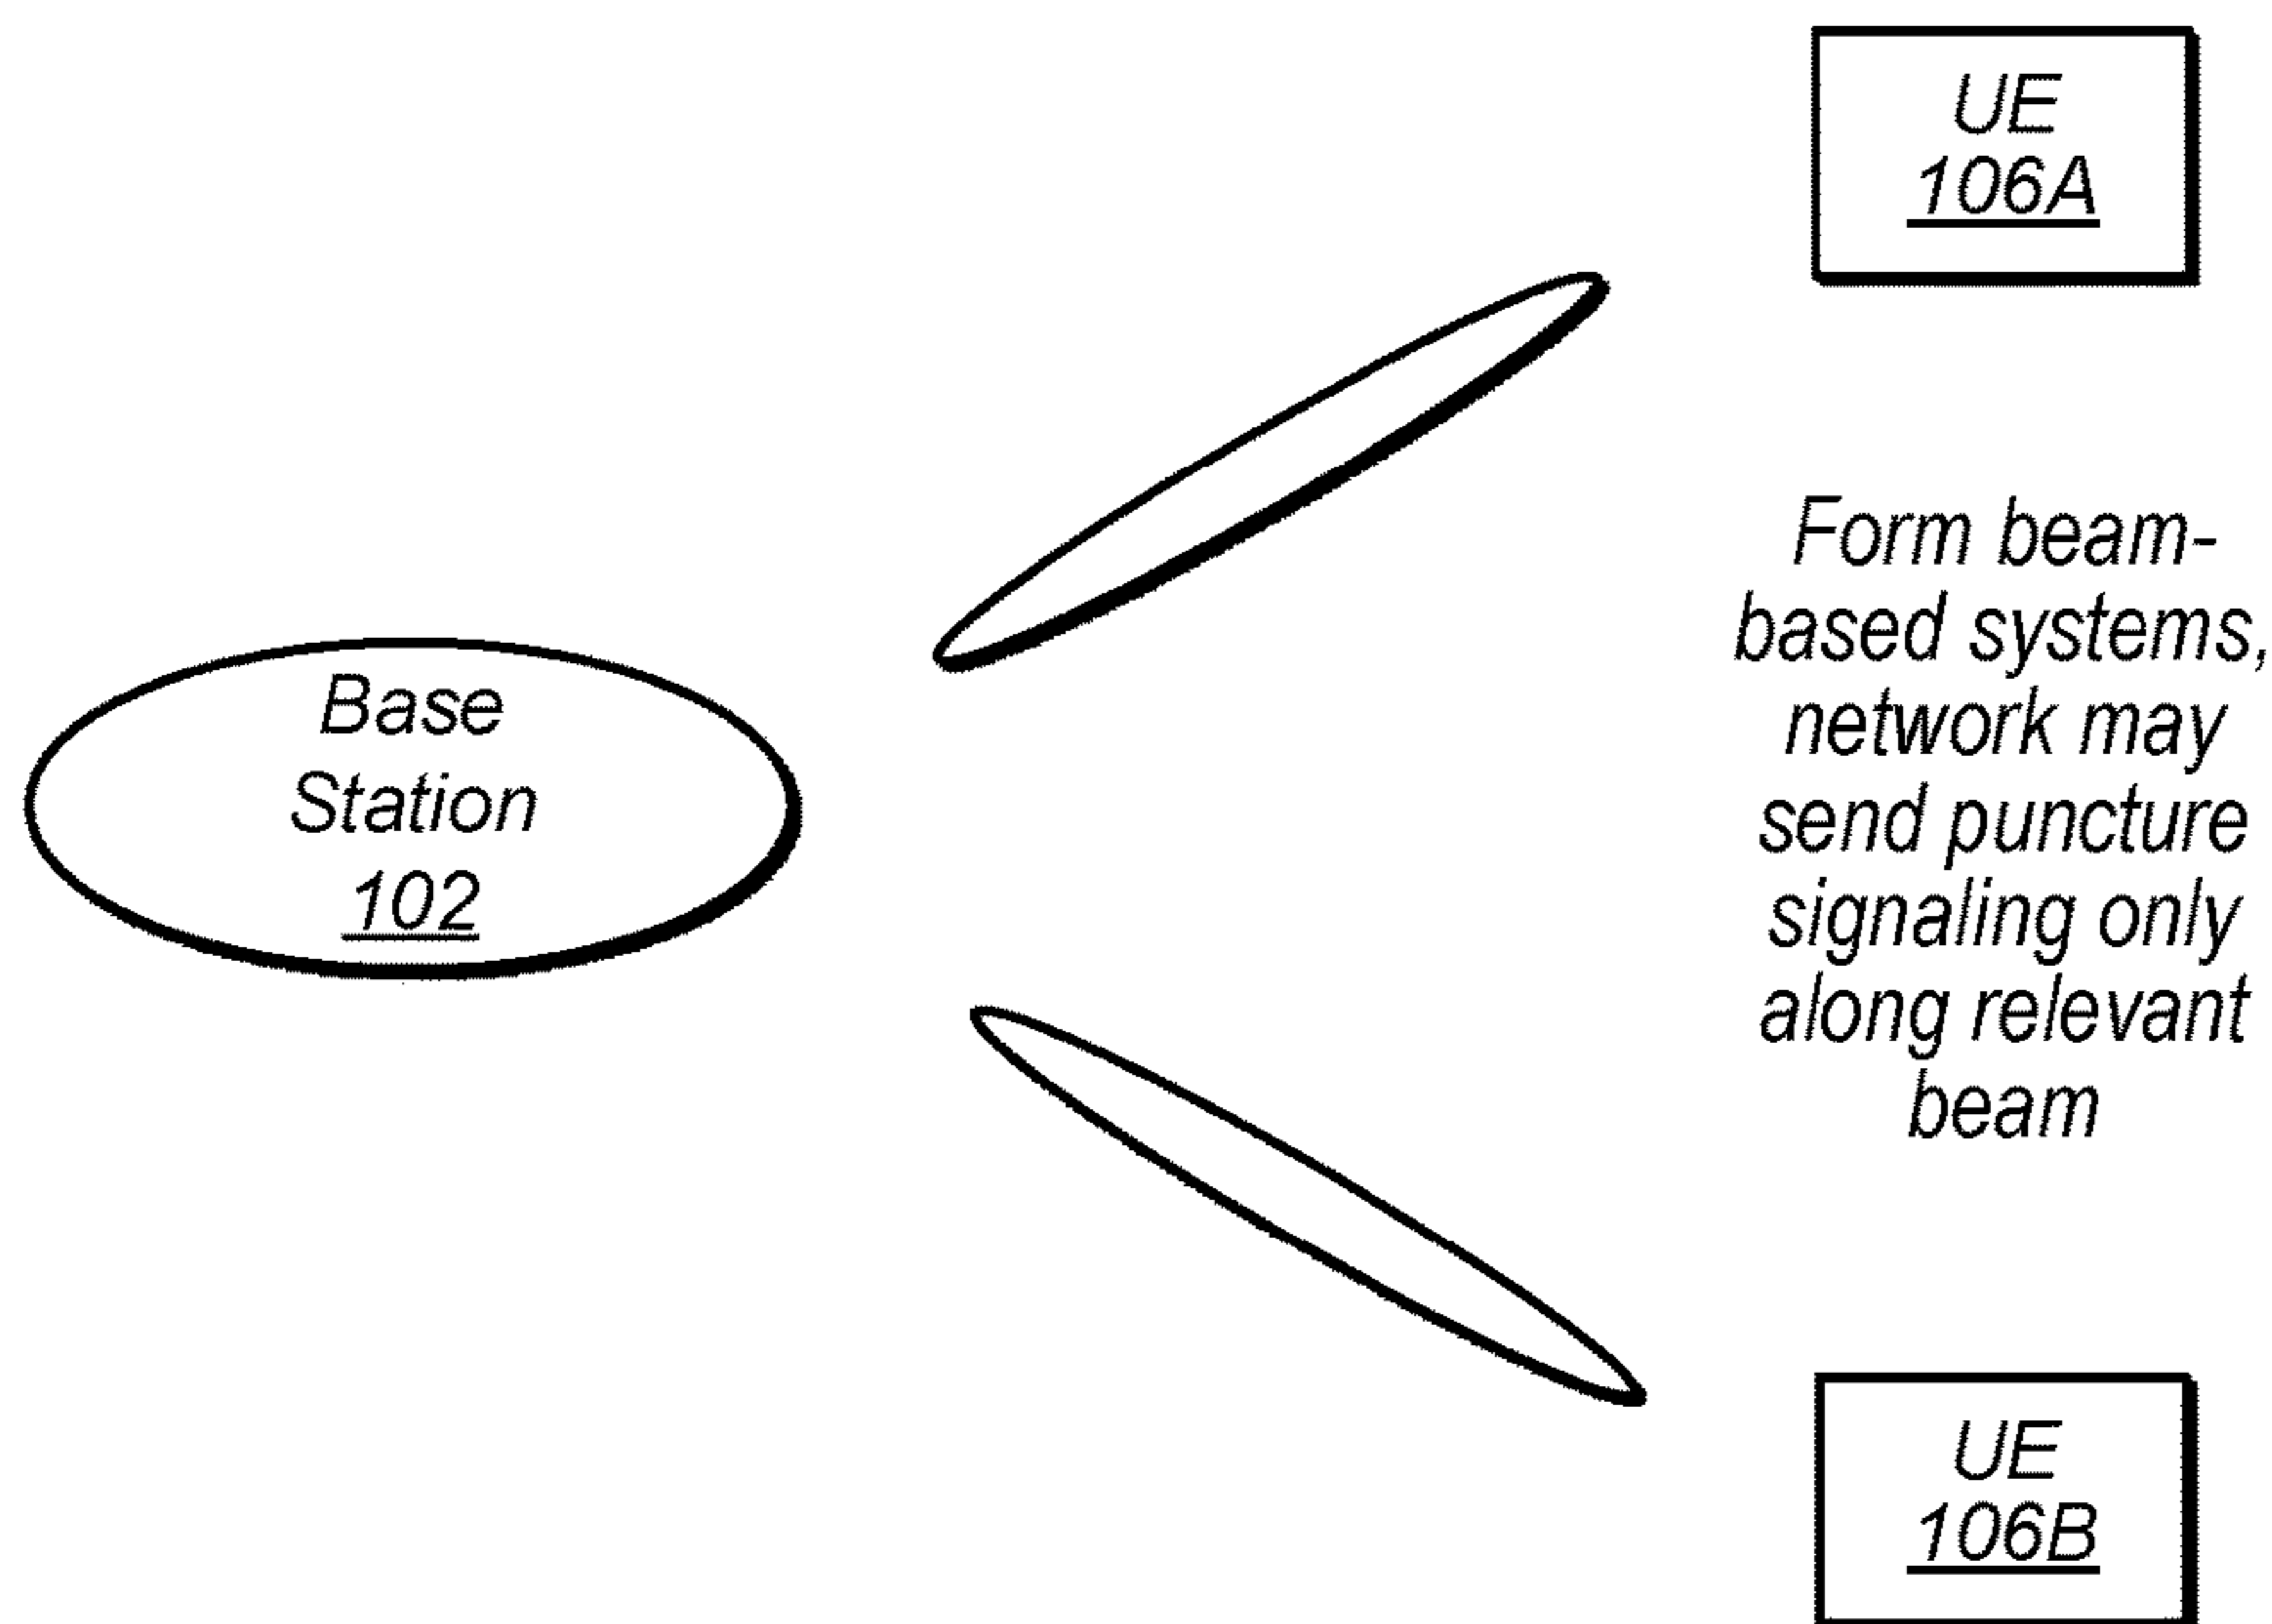 UE
106A
Form beam-
based systems,
network may
send puncture
signaling only
along relevant
beam
Base
Station
102
UE
106B